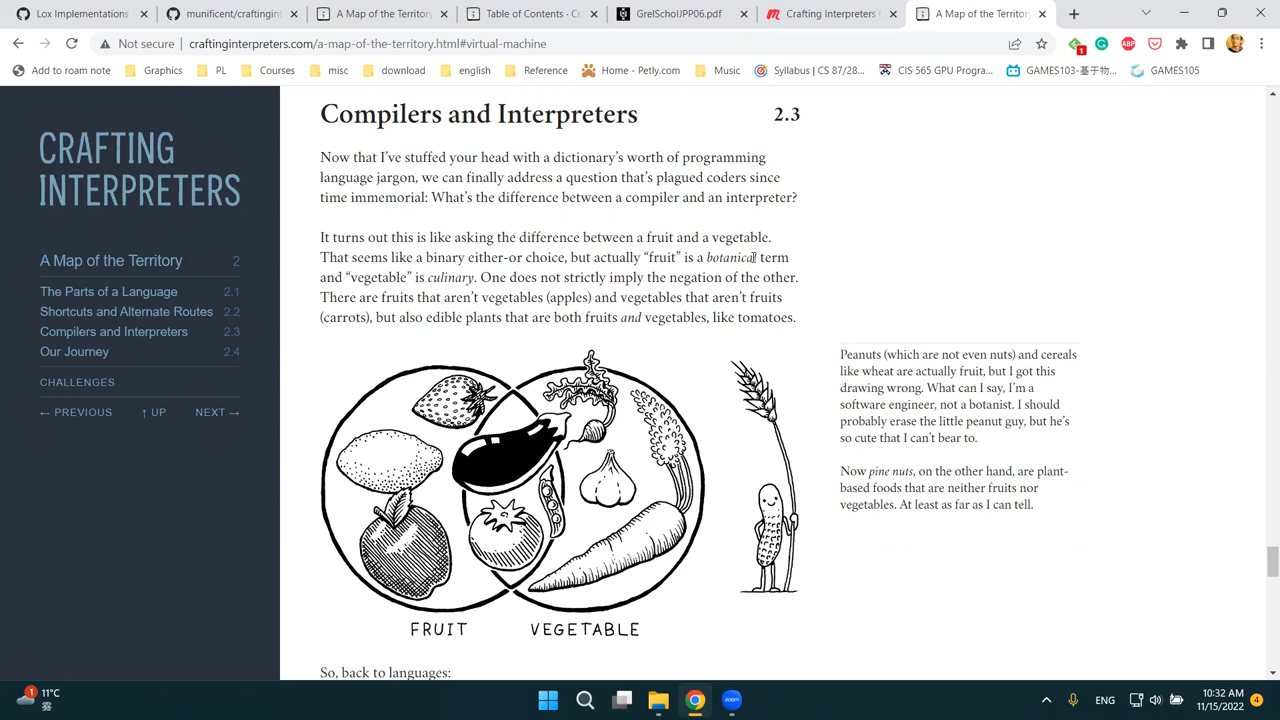 Lox Implementations
munificent/craftingint
A Map of the Territory
Table of Contents · Cr
GrelSchoIJPP06.pdf
Crafting Interpreters
A Map of the Territory
Not secure
craftinginterpreters.com/a-map-of-the-territory.html#virtual-machine
1
ABP
Add to roam note
Graphics
PL
Courses
misc
download
english
Reference
Home - Petly.com
Music
Syllabus | CS 87/28...
CIS 565 GPU Progra...
GAMES103-基于物...
GAMES105
CRAFTING
INTERPRETERS
A Map of the Territory 2
The Parts of a Language 2.1
Shortcuts and Alternate Routes 2.2
Compilers and Interpreters 2.3
Our Journey 2.4
CHALLENGES
← PREVIOUS ↑ UP NEXT →
Compilers and Interpreters 2.3
Now that I’ve stuffed your head with a dictionary’s worth of programming
language jargon, we can finally address a question that’s plagued coders since
time immemorial: What’s the difference between a compiler and an interpreter?
It turns out this is like asking the difference between a fruit and a vegetable.
That seems like a binary either-or choice, but actually “fruit” is a botanical term
and “vegetable” is culinary. One does not strictly imply the negation of the other.
There are fruits that aren’t vegetables (apples) and vegetables that aren’t fruits
(carrots), but also edible plants that are both fruits and vegetables, like tomatoes.
FRUIT
VEGETABLE
Peanuts (which are not even nuts) and cereals
like wheat are actually fruit, but I got this
drawing wrong. What can I say, I’m a
software engineer, not a botanist. I should
probably erase the little peanut guy, but he’s
so cute that I can’t bear to.
Now pine nuts, on the other hand, are plant-
based foods that are neither fruits nor
vegetables. At least as far as I can tell.
So, back to languages:
1
11°C
雾
zoom
ENG
10:32 AM
11/15/2022
4